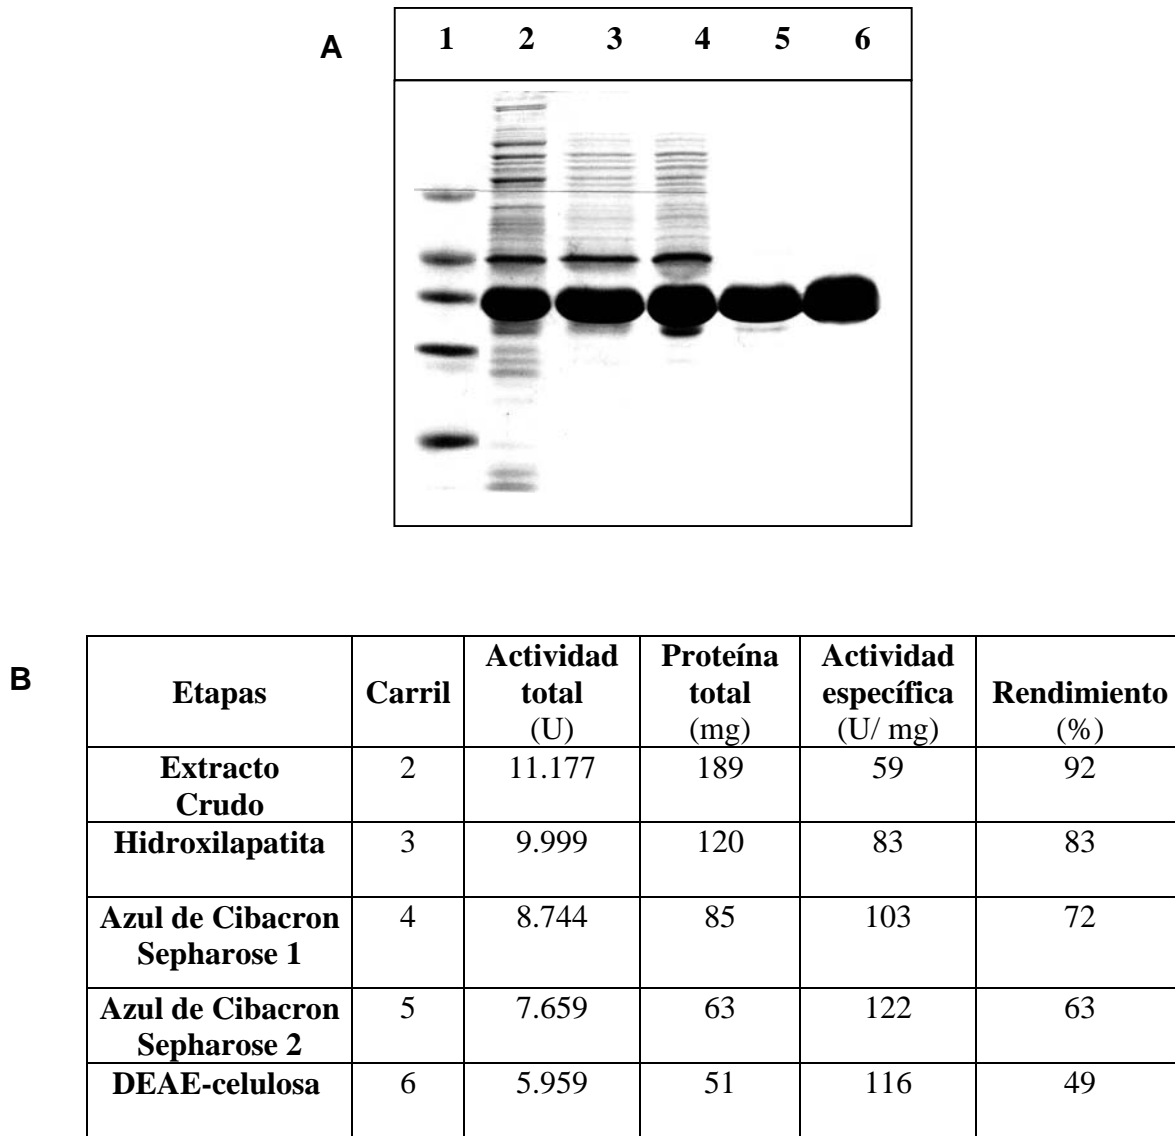 A
1 2 3 4 5 6
B
Etapas Carril Actividad total (U) Proteína total (mg) Actividad específica (U/ mg) Rendimiento (%)
Extracto Crudo 2 11.177 189 59 92
Hidroxilapatita 3 9.999 120 83 83
Azul de Cibacron Sepharose 1 4 8.744 85 103 72
Azul de Cibacron Sepharose 2 5 7.659 63 122 63
DEAE-celulosa 6 5.959 51 116 49